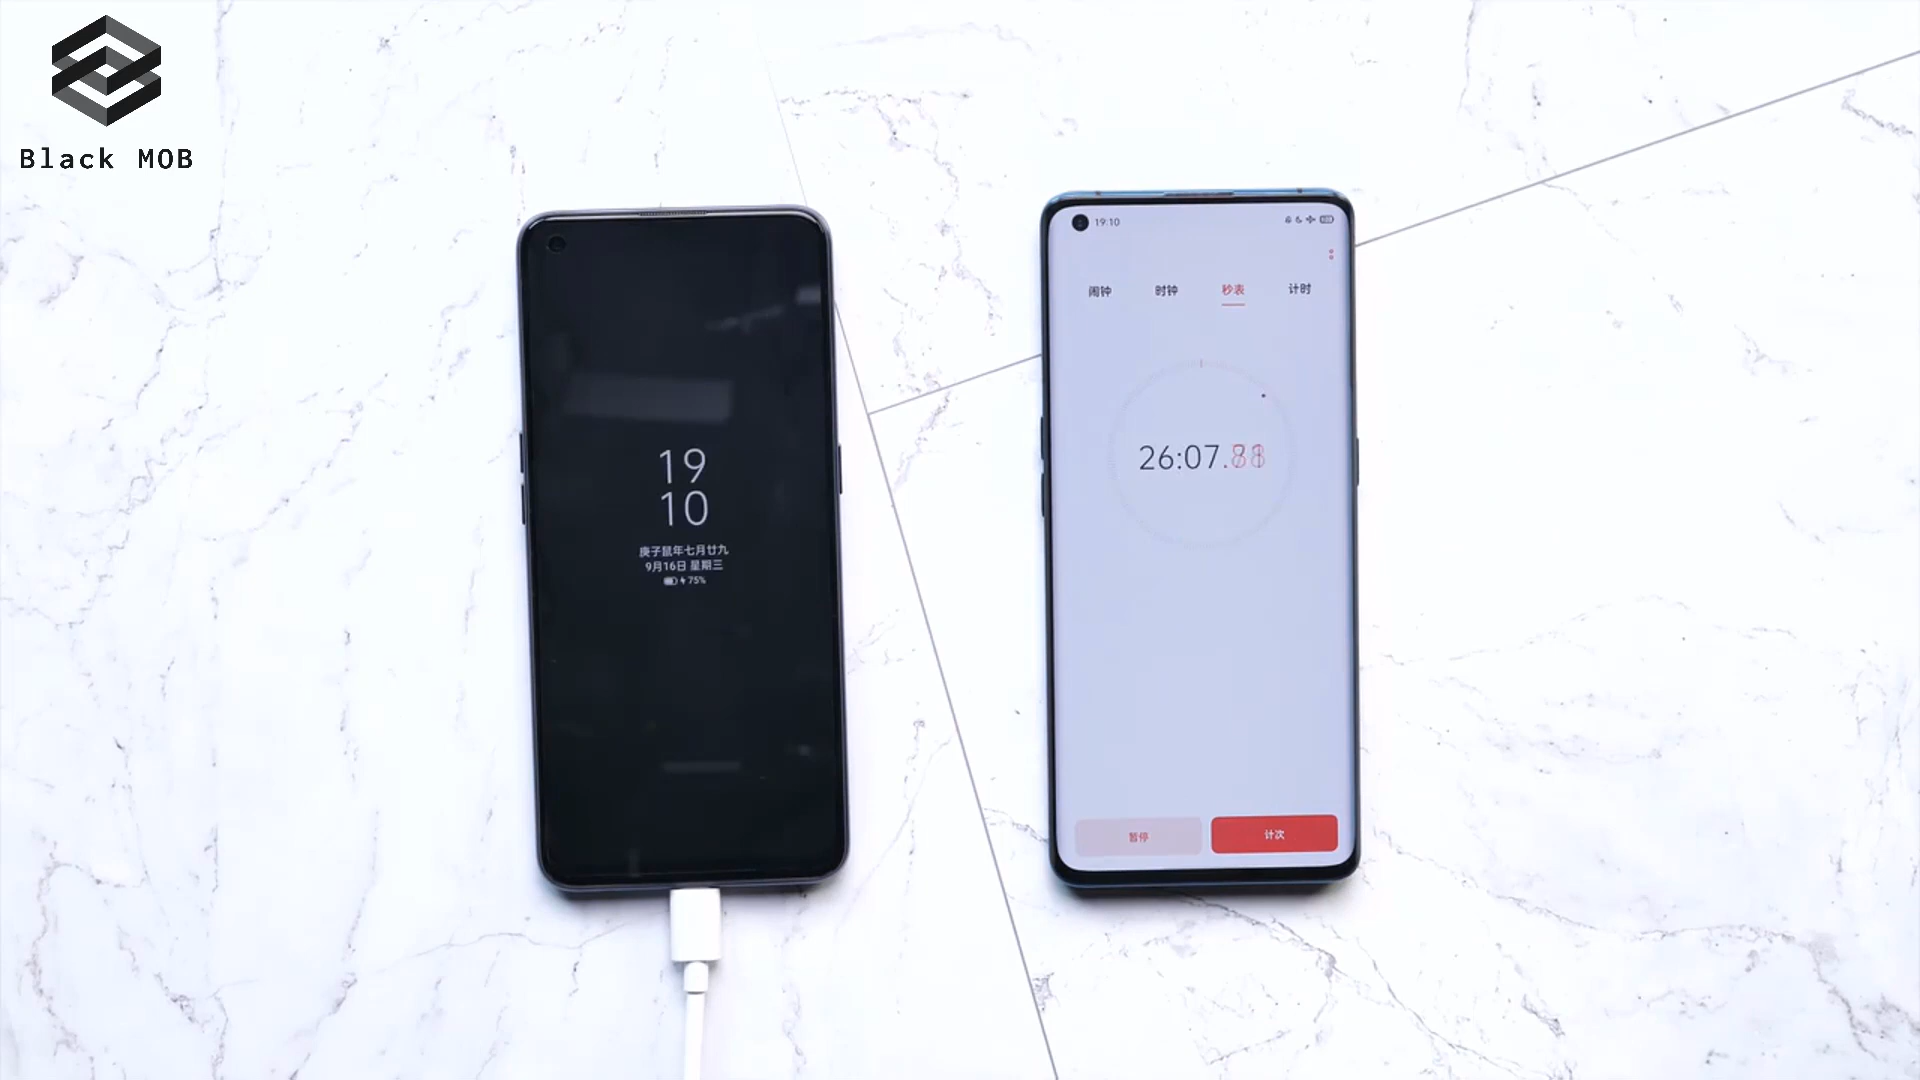 Black MOB
19
10
庚子鼠年七月廿九
9月16日 星期三
75%
19:10
闹钟 时钟 秒表 计时
26:07.
暂停 计次